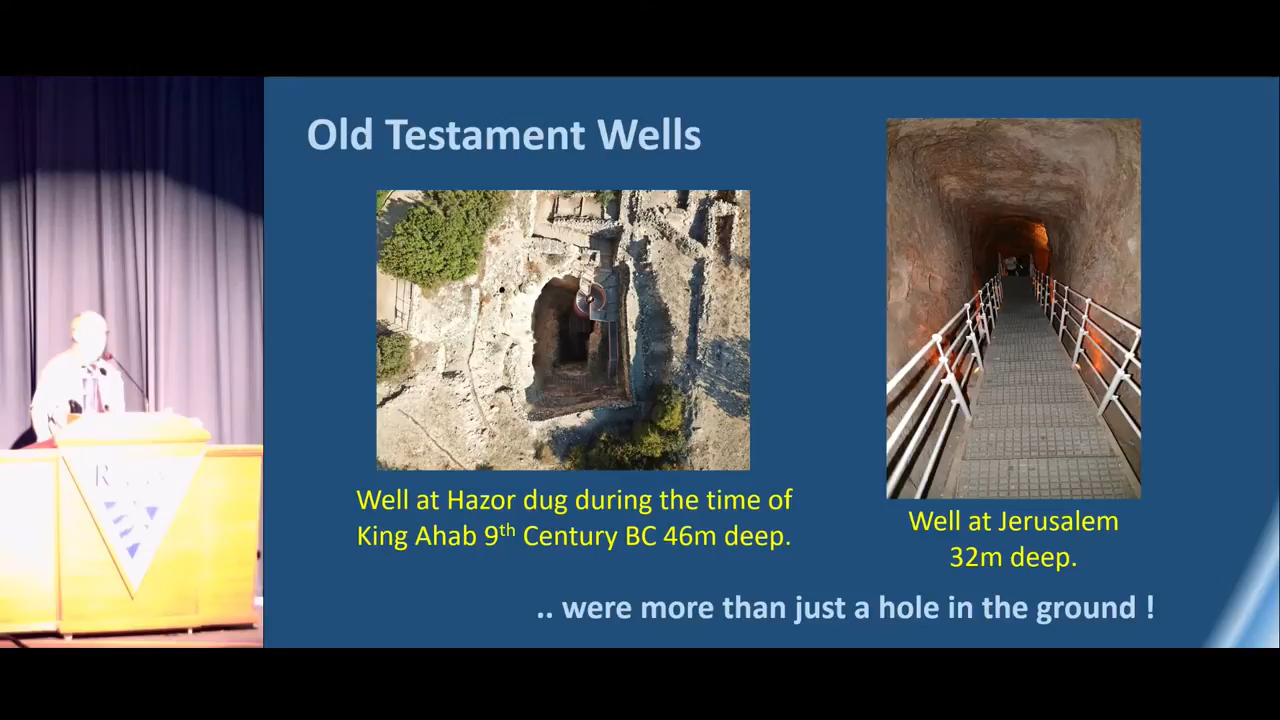 Old Testament Wells
Well at Hazor dug during the time of
King Ahab 9th Century BC 46m deep.
Well at Jerusalem
32m deep.
.. were more than just a hole in the ground !